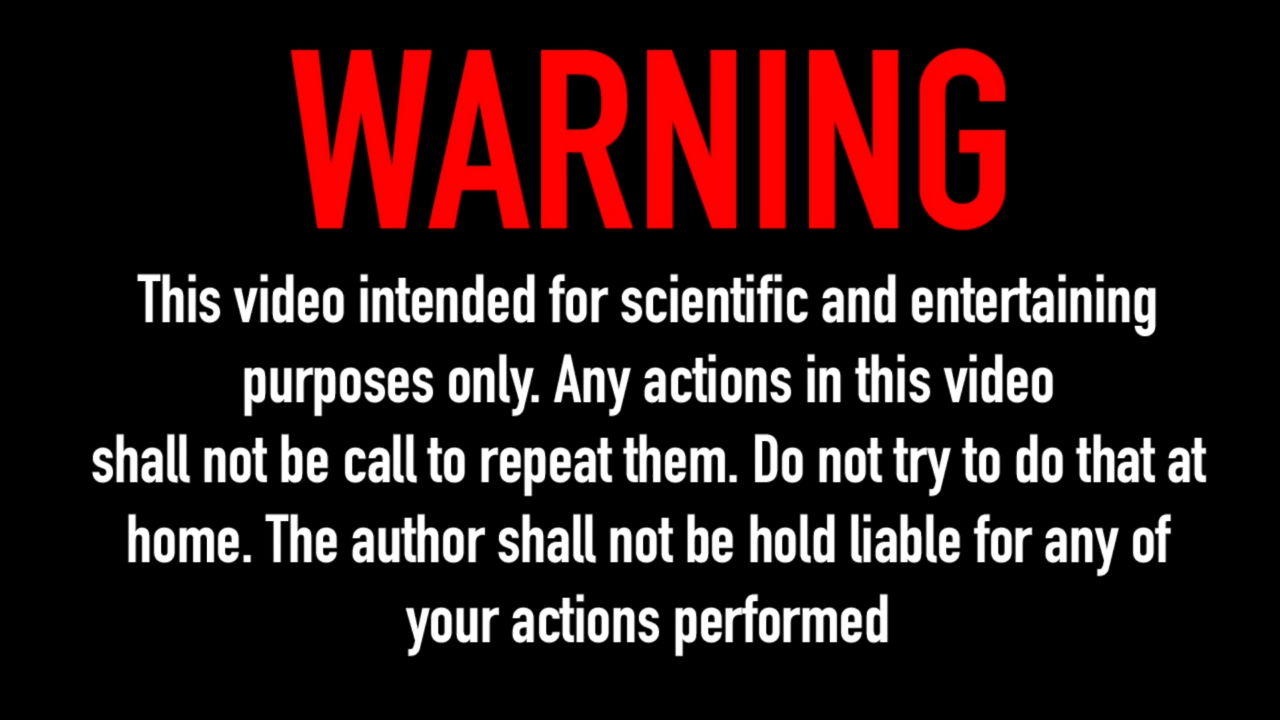 WARNING
This video intended for scientific and entertaining
purposes only. Any actions in this video
shall not be call to repeat them. Do not try to do that at
home. The author shall not be hold liable for any of
your actions performed